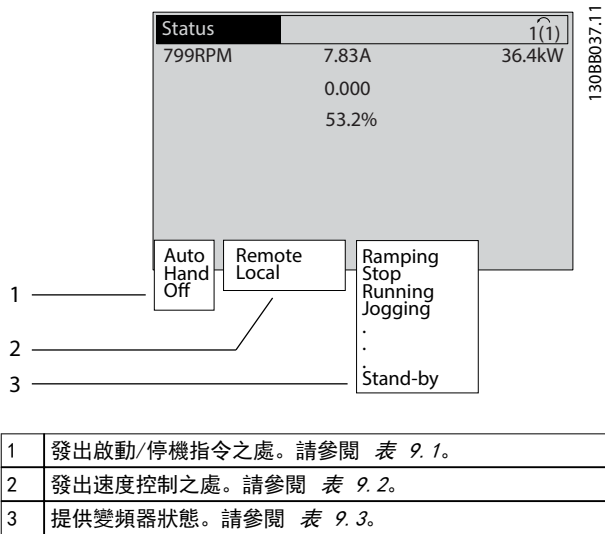 Status 1(1)
799RPM 7.83A 36.4kW
0.000
53.2%
130BB037.11
Auto
Hand
Off
Remote
Local
Ramping
Stop
Running
Jogging
.
.
.
Stand-by
1
2
3
1 發出啟動/停機指令之處。請參閱 表 9.1。
2 發出速度控制之處。請參閱 表 9.2。
3 提供變頻器狀態。請參閱 表 9.3。